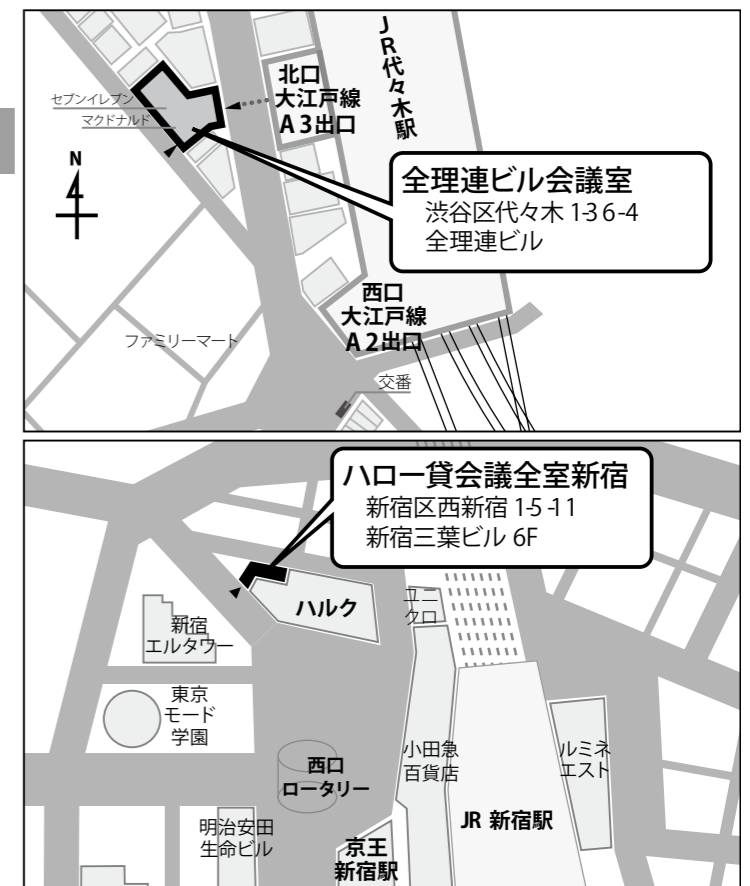 JR代々木駅
北口
大江戸線
A3出口
セブンイレブン
マクドナルド
N
全理連ビル会議室
渋谷区代々木 1-36-4
全理連ビル
西口
大江戸線
A2出口
ファミリーマート
交番
ハロー貸会議全室新宿
新宿区西新宿 1-5-11
新宿三葉ビル 6F
ハルク
ユニ
クロ
新宿
エルタワー
東京
モード
学園
小田急
百貨店
ルミネ
エスト
西口
ロータリー
JR 新宿駅
明治安田
生命ビル
京王
新宿駅